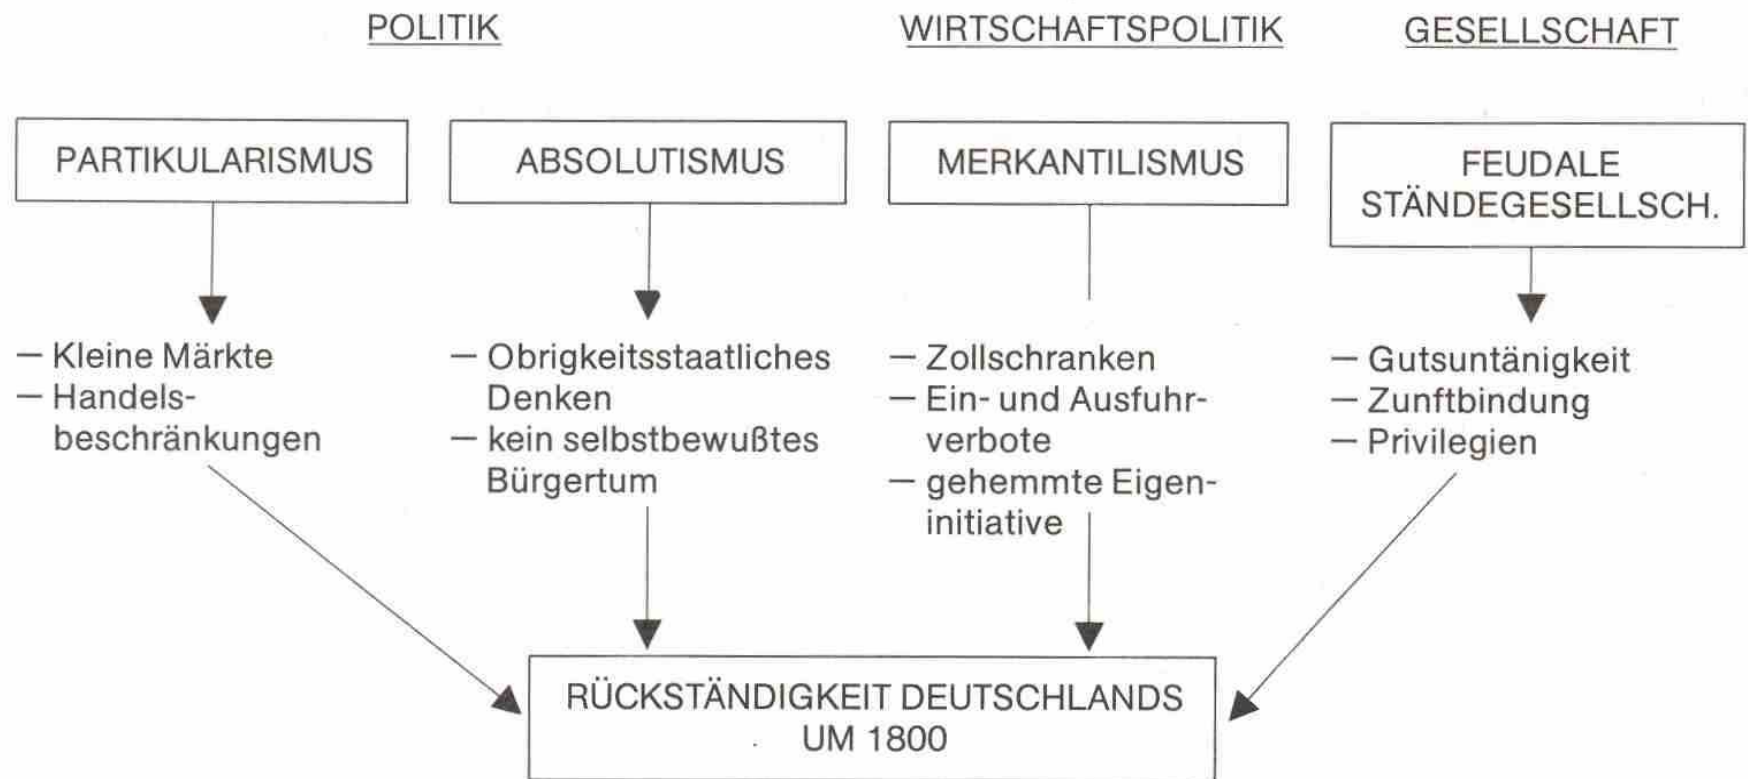 POLITIK
WIRTSCHAFTSPOLITIK
GESELLSCHAFT
PARTIKULARISMUS
ABSOLUTISMUS
MERKANTILISMUS
FEUDALE
STÄNDEGESELLSCH.
— Kleine Märkte
— Handels-
beschränkungen
— Obrigkeitsstaatliches
Denken
— kein selbstbewußtes
Bürgertum
— Zollschranken
— Ein- und Ausfuhr-
verbote
— gehemmte Eigen-
initiative
— Gutsuntänigkeit
— Zunftbindung
— Privilegien
RÜCKSTÄNDIGKEIT DEUTSCHLANDS
UM 1800